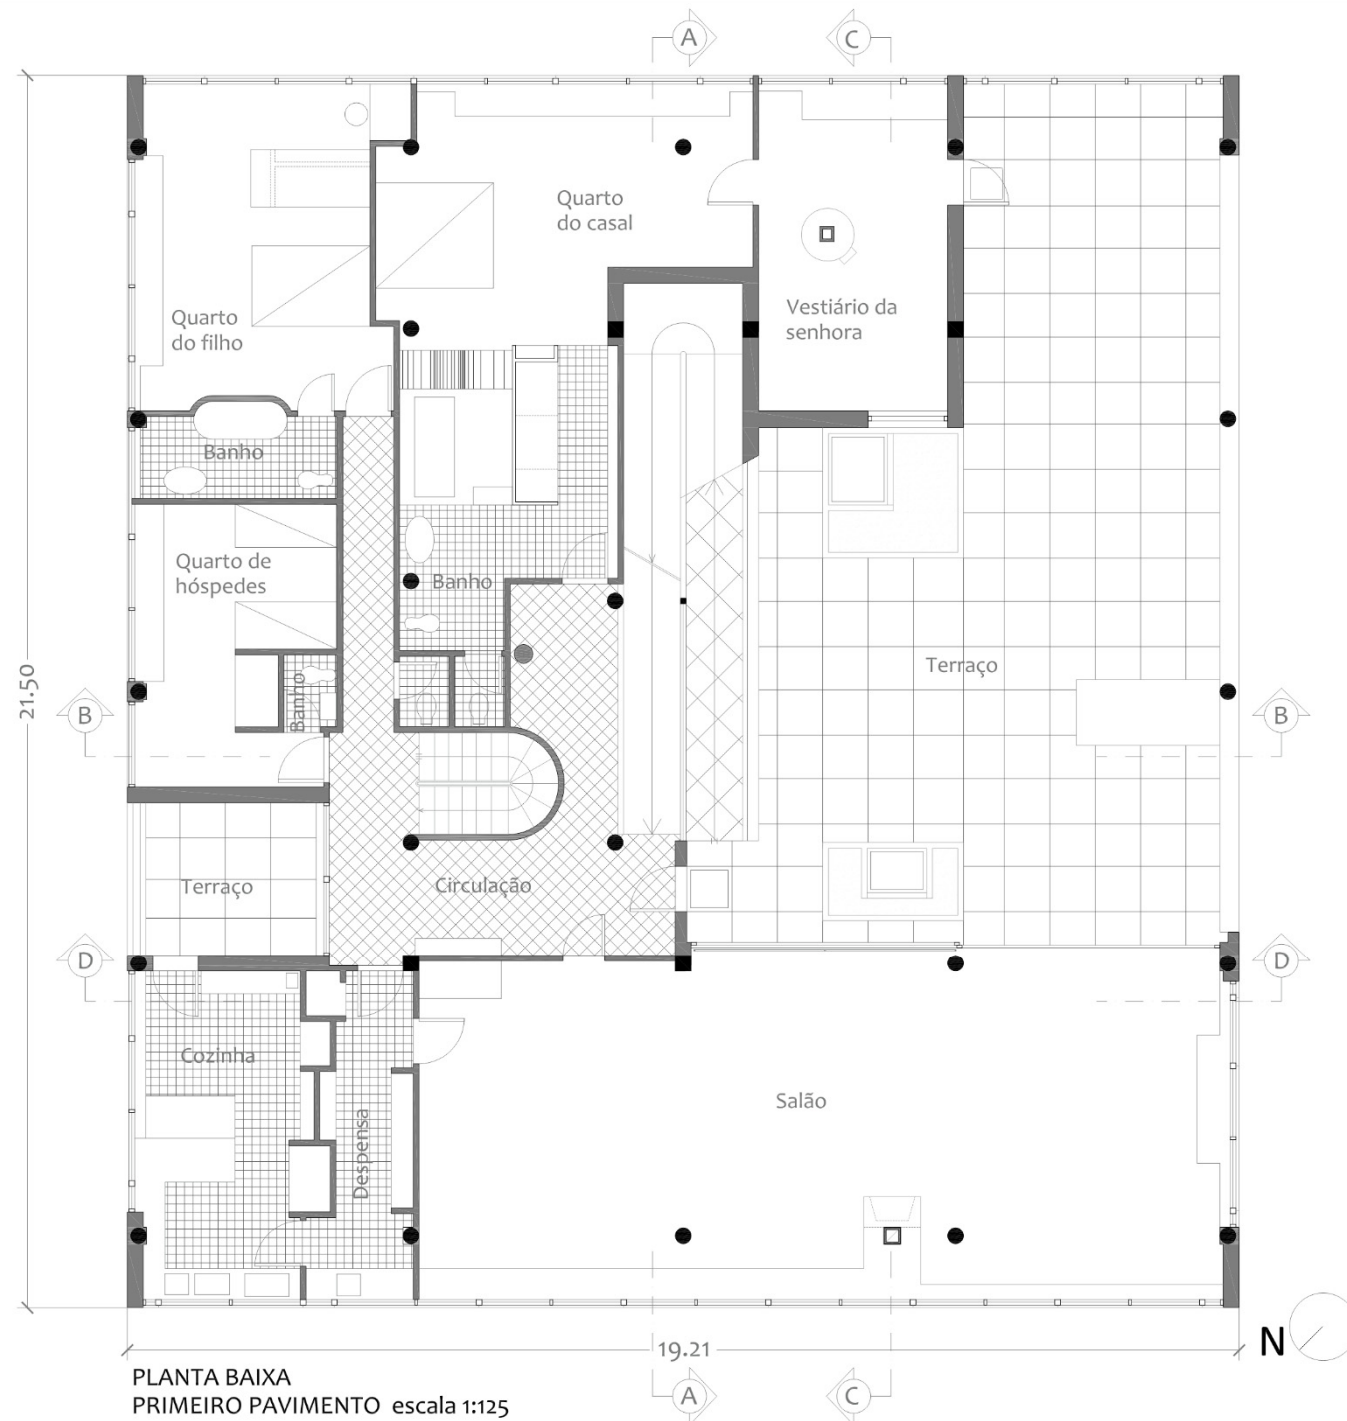 A
C
Quarto
do casal
Vestiário da
senhora
Quarto
do filho
Banho
Quarto de
hóspedes
Banho
Terraço
21.50
B
Banho
B
Terraço
Circulação
D
D
Cozinha
Salão
Despensa
N
19.21
PLANTA BAIXA
PRIMEIRO PAVIMENTO escala 1:125
A
C